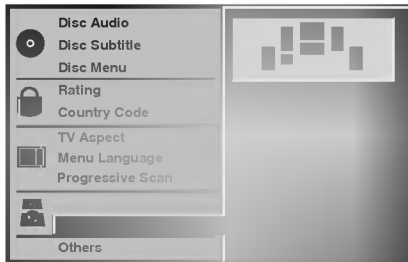 Disc Audio
Disc Subtitle
Disc Menu
Rating
Country Code
TV Aspect
Menu Language
Progressive Scan
Others